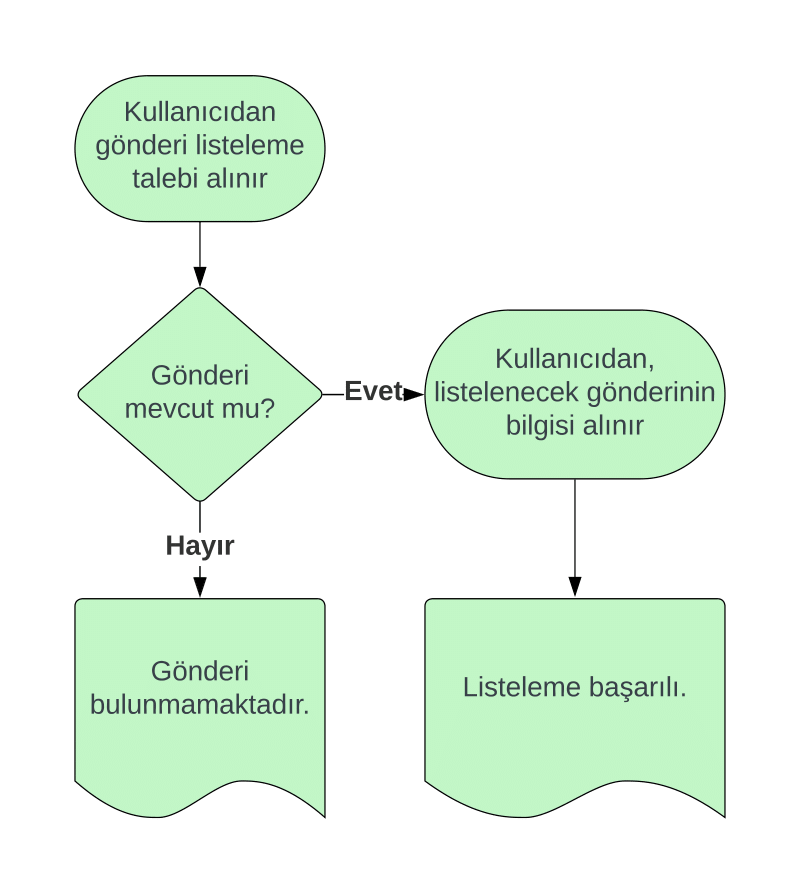 Kullanıcıdan
gönderi listeleme
talebi alınır
Gönderi
mevcut mu?
Evet
Kullanıcıdan,
listelenecek gönderinin
bilgisi alınır
Hayır
Gönderi
bulunmamaktadır.
Listeleme başarılı.